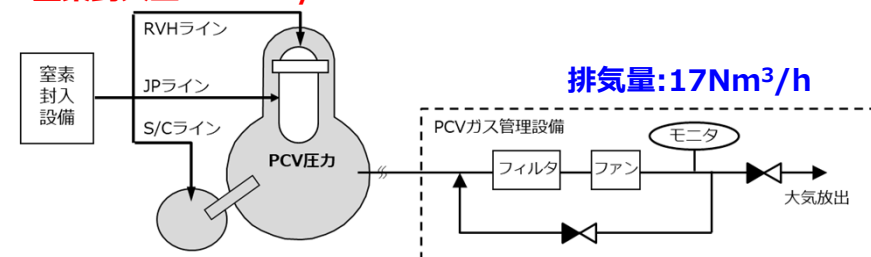 RVHライン
窒素
封入
設備
JPライン
S/Cライン
PCV圧力
排気量:17Nm³/h
PCVガス管理設備
モニタ
フィルタ
ファン
大気放出